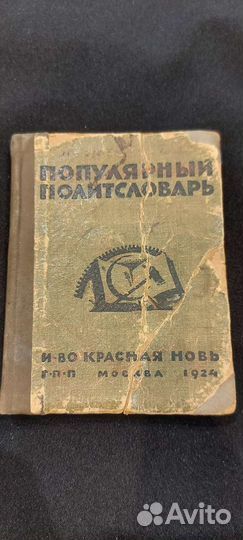 ПОПУЛЯРНЫЙ
ПОЛИТСЛОВАРЬ
И-ВО КРАСНАЯ НОВЬ
Г·П·П МОСКВА 1924
Avito